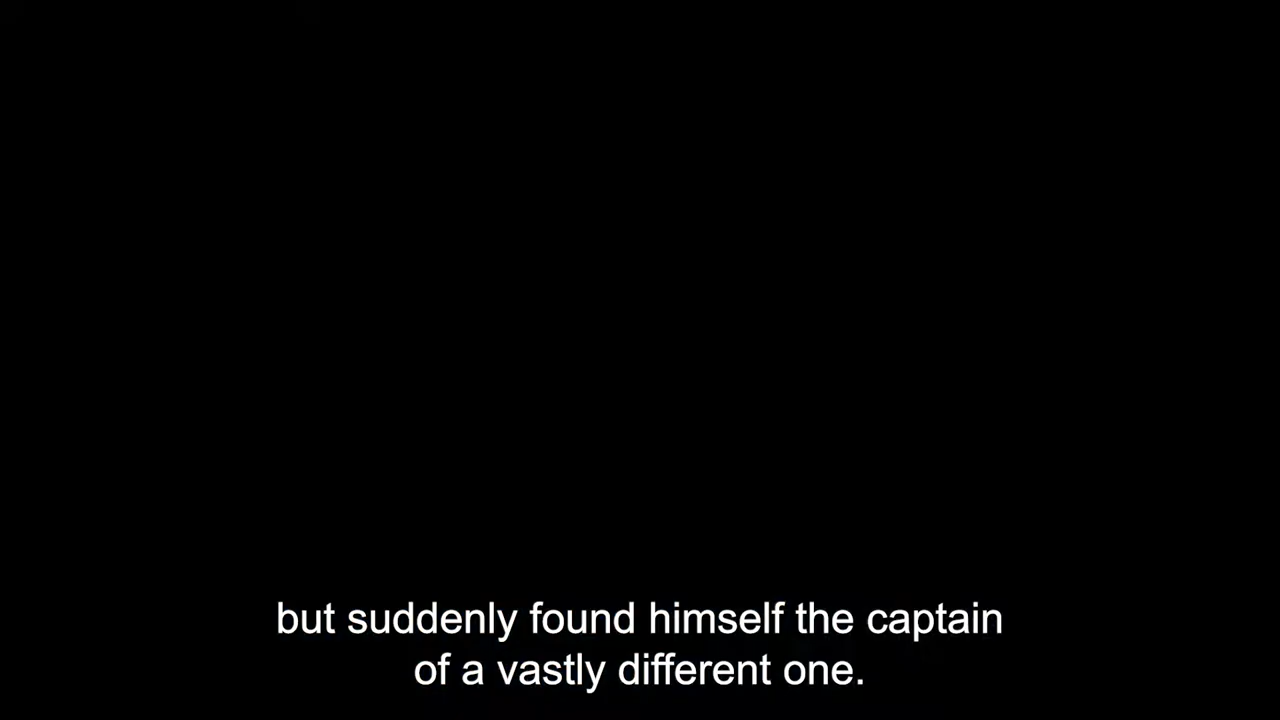 but suddenly found himself the captain
of a vastly different one.